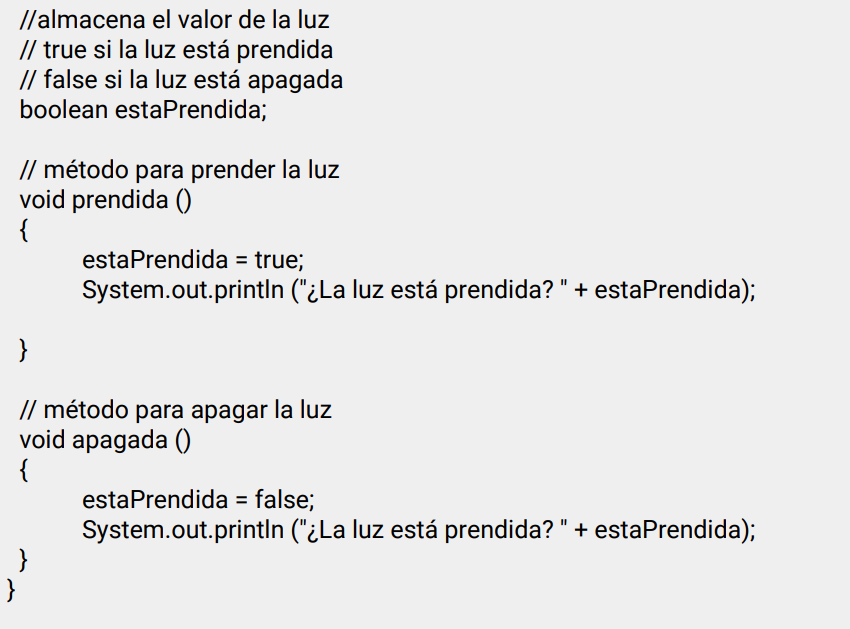 //almacena el valor de la luz
// true si la luz está prendida
// false si la luz está apagada
boolean estaPrendida;
// método para prender la luz
void prendida ()
{
estaPrendida = true;
System.out.println ("¿La luz está prendida? " + estaPrendida);
}
// método para apagar la luz
void apagada ()
{
estaPrendida = false;
System.out.println ("¿La luz está prendida? " + estaPrendida);
}
}